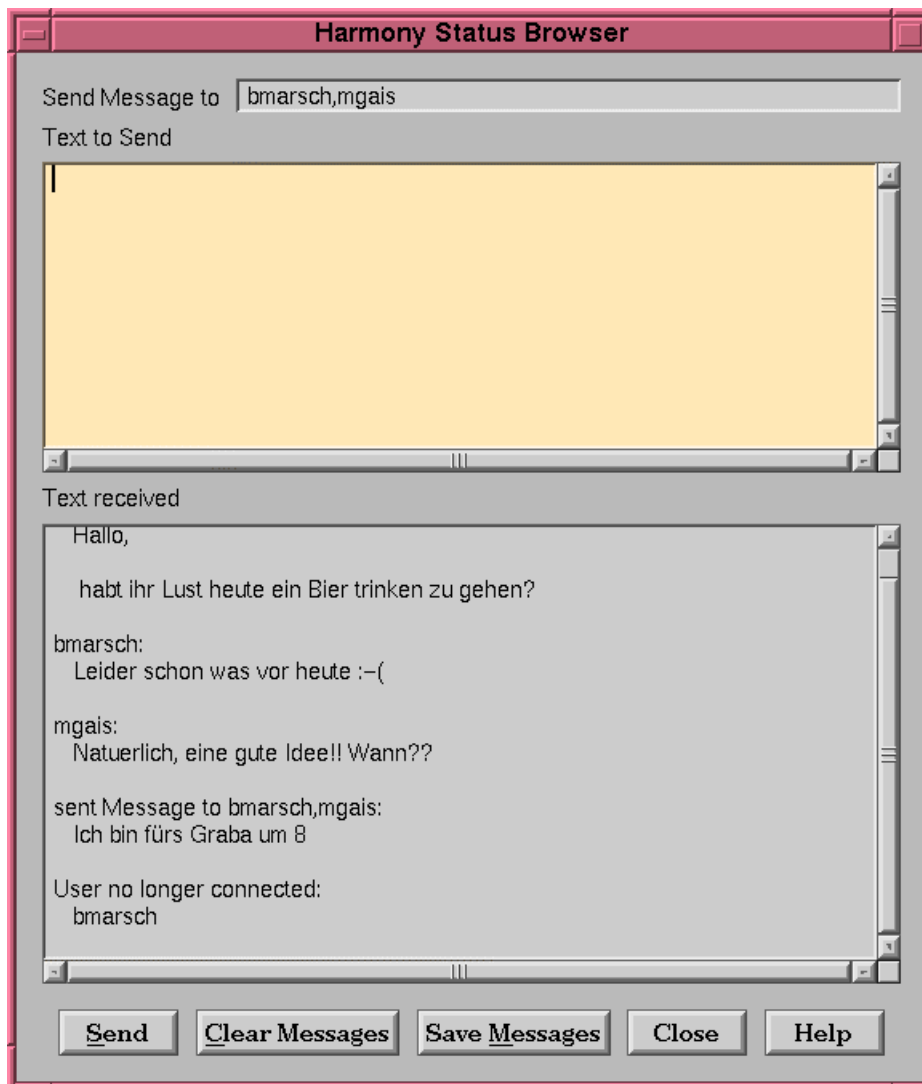 Harmony Status Browser
Send Message to bmarsch,mgais
Text to Send
Text received
Hallo,
habt ihr Lust heute ein Bier trinken zu gehen?
bmarsch:
Leider schon was vor heute :-(
mgais:
Natuerlich, eine gute Idee!! Wann??
sent Message to bmarsch,mgais:
Ich bin fürs Graba um 8
User no longer connected:
bmarsch
Send Clear Messages Save Messages Close Help